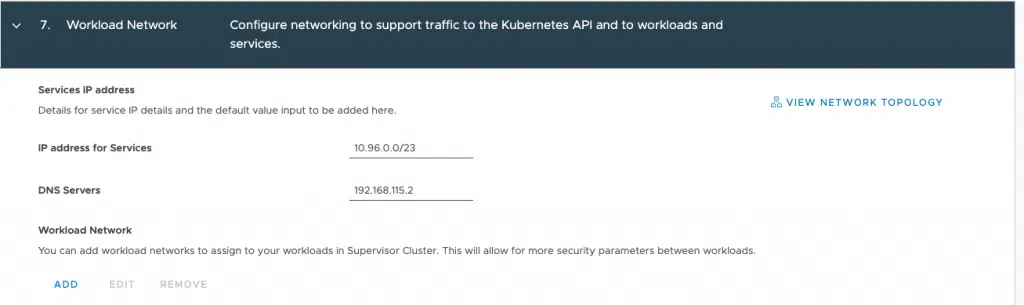 7. Workload Network Configure networking to support traffic to the Kubernetes API and to workloads and
services.
Services IP address
Details for service IP details and the default value input to be added here.
VIEW NETWORK TOPOLOGY
IP address for Services 10.96.0.0/23
DNS Servers 192.168.115.2
Workload Network
You can add workload networks to assign to your workloads in Supervisor Cluster. This will allow for more security parameters between workloads.
ADD EDIT REMOVE